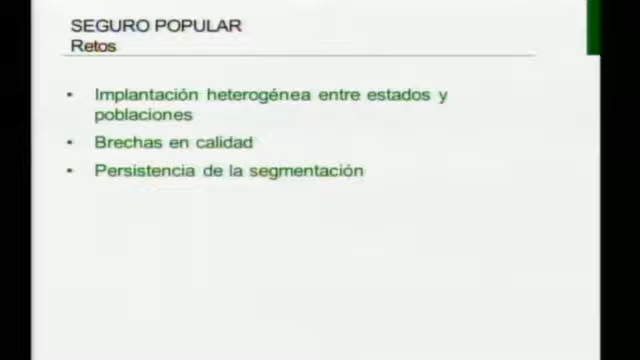 SEGURO POPULAR
Retos
• Implantación heterogénea entre estados y
poblaciones
• Brechas en calidad
• Persistencia de la segmentación